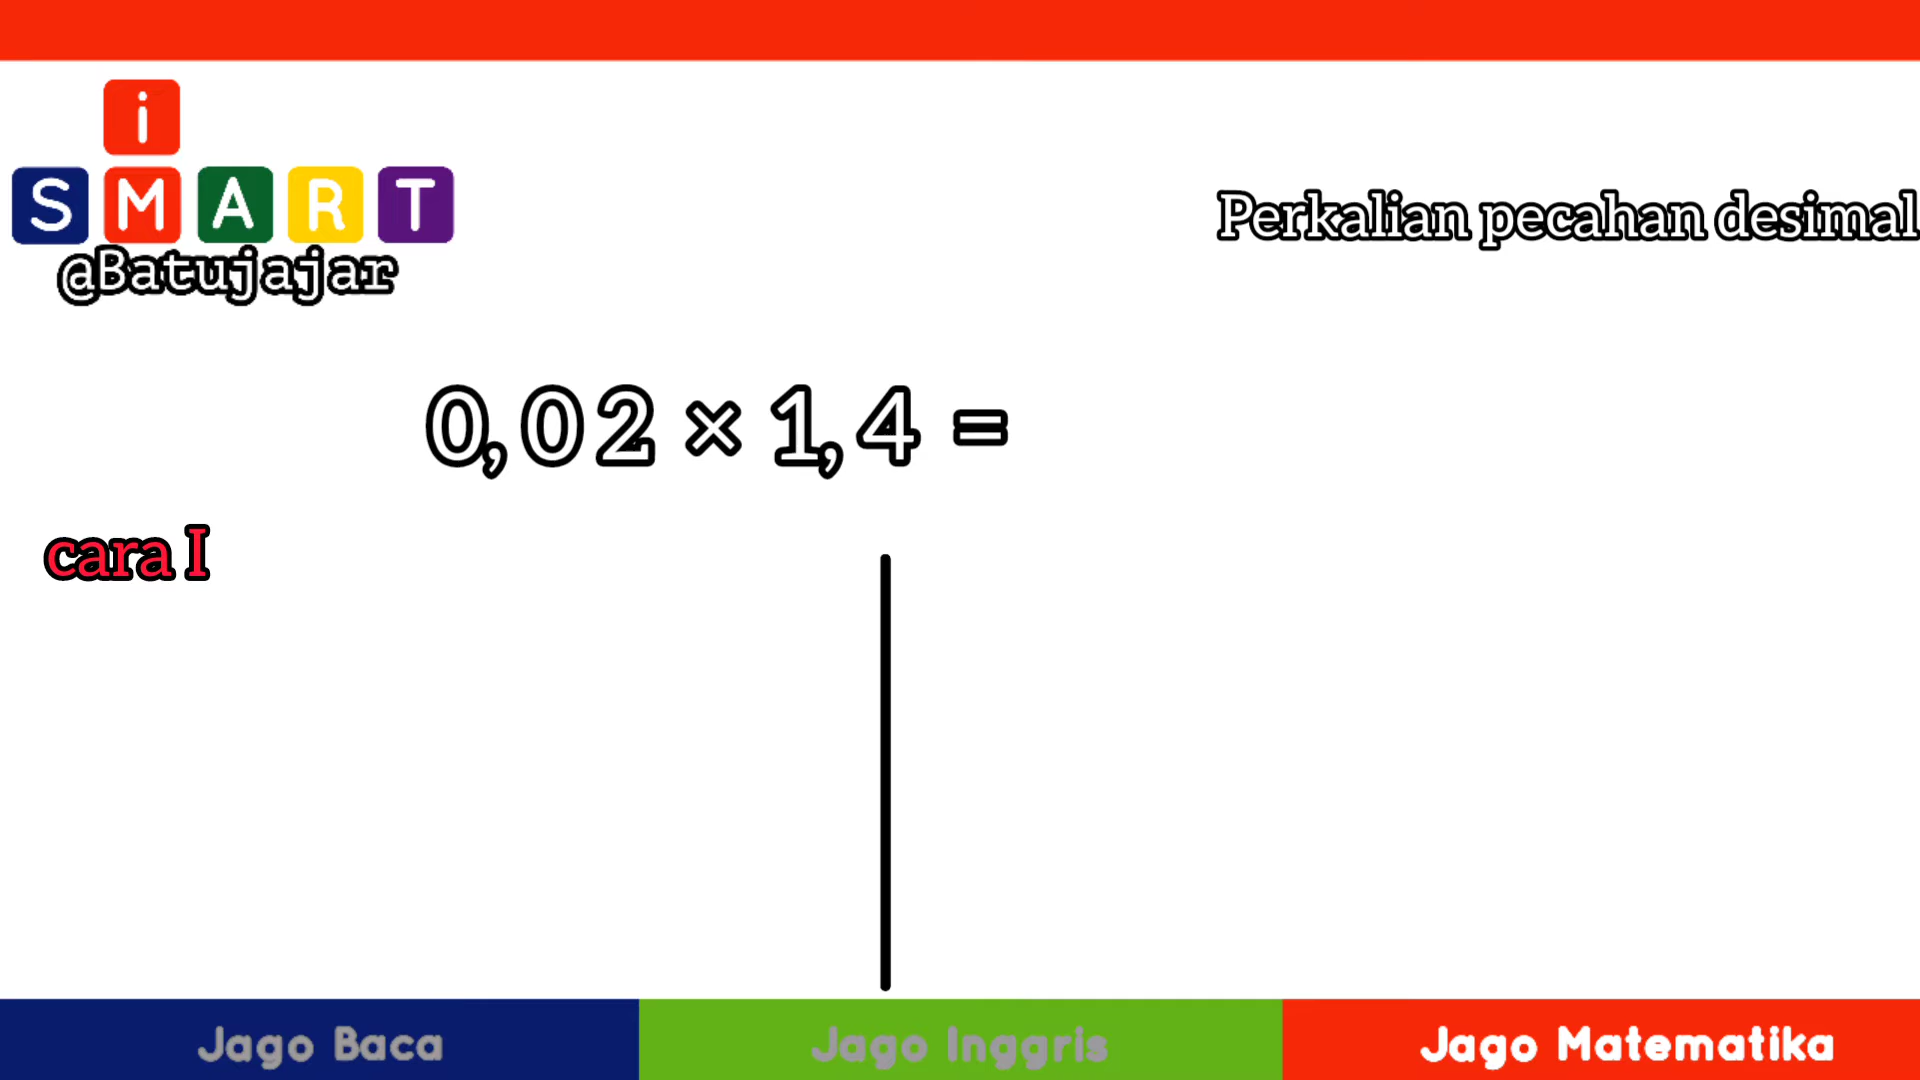 i
SMART
@Batujajar
Perkalian pecahan desimal
0,02 × 1,4 =
cara I
Jago Baca
Jago Inggris
Jago Matematika